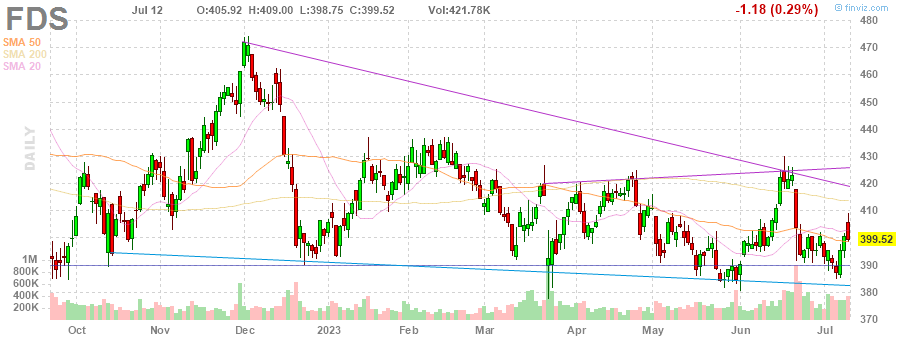 FDS Jul 12 O:405.92 H:409.00 L:398.75 C:399.52 Vol:421.78K -1.18 (0.29%) finviz.com
SMA 50
SMA 200
SMA 20
DAILY
480
470
460
450
440
430
420
410
399.52
390
380
370
1M
800K
600K
400K
200K
Oct Nov Dec 2023 Feb Mar Apr May Jun Jul